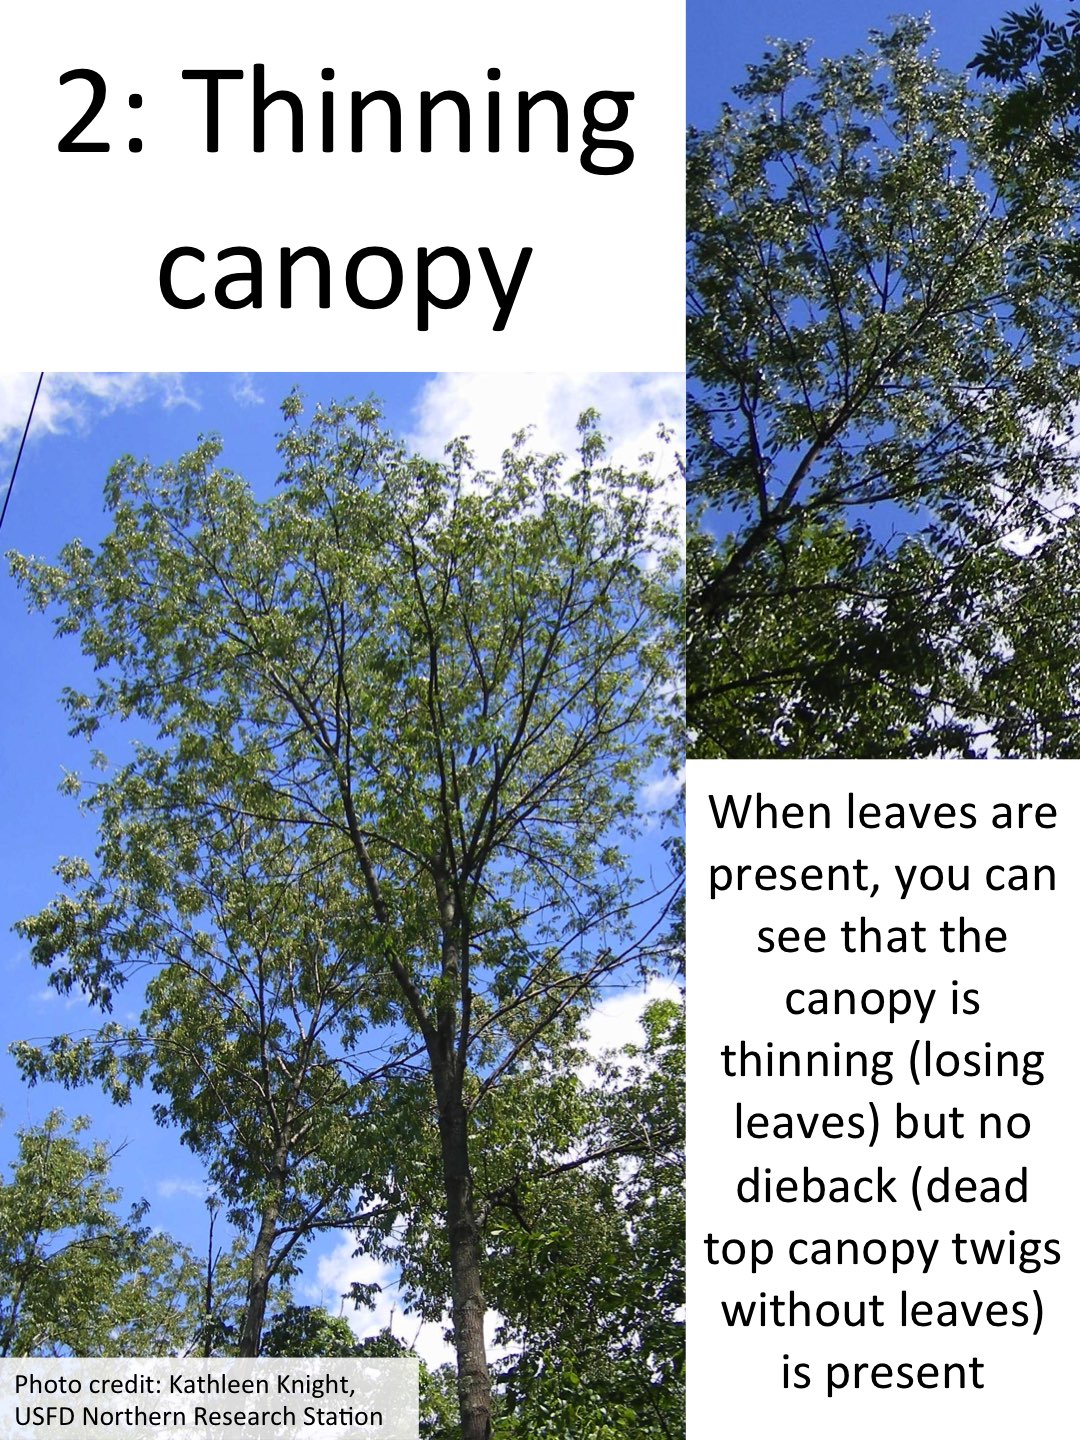 2: Thinning
canopy
When leaves are
present, you can
see that the
canopy is
thinning (losing
leaves) but no
dieback (dead
top canopy twigs
without leaves)
is present
Photo credit: Kathleen Knight,
USFD Northern Research Station